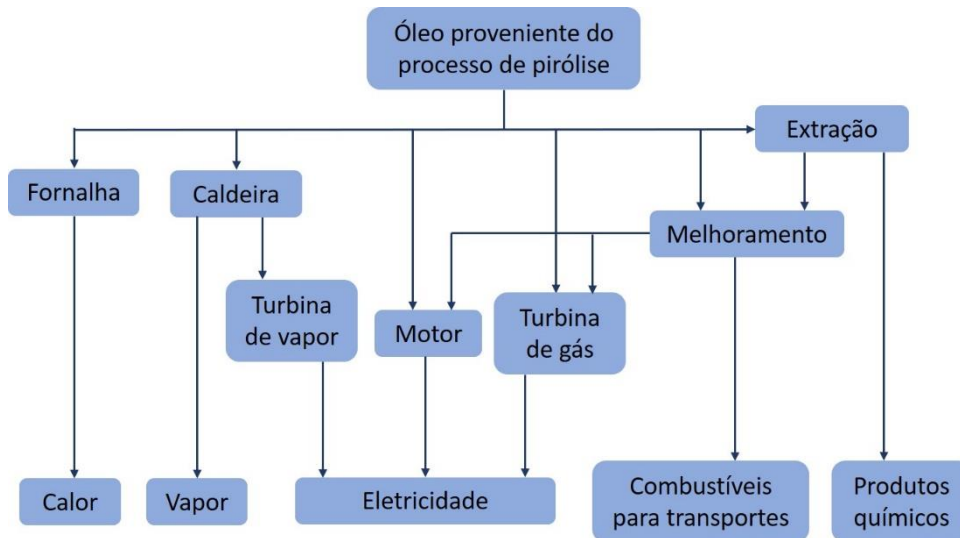 Óleo proveniente do
processo de pirólise
Extração
Fornalha
Caldeira
Melhoramento
Turbina
de vapor
Motor
Turbina
de gás
Calor
Vapor
Eletricidade
Combustíveis
para transportes
Produtos
químicos